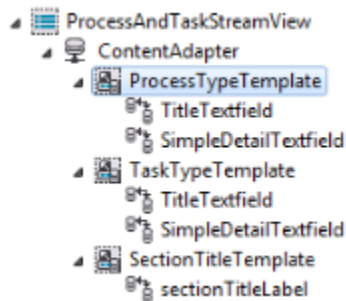 ProcessAndTaskStreamView
ContentAdapter
ProcessTypeTemplate
TitleTextfield
SimpleDetailTextfield
TaskTypeTemplate
TitleTextfield
SimpleDetailTextfield
SectionTitleTemplate
sectionTitleLabel